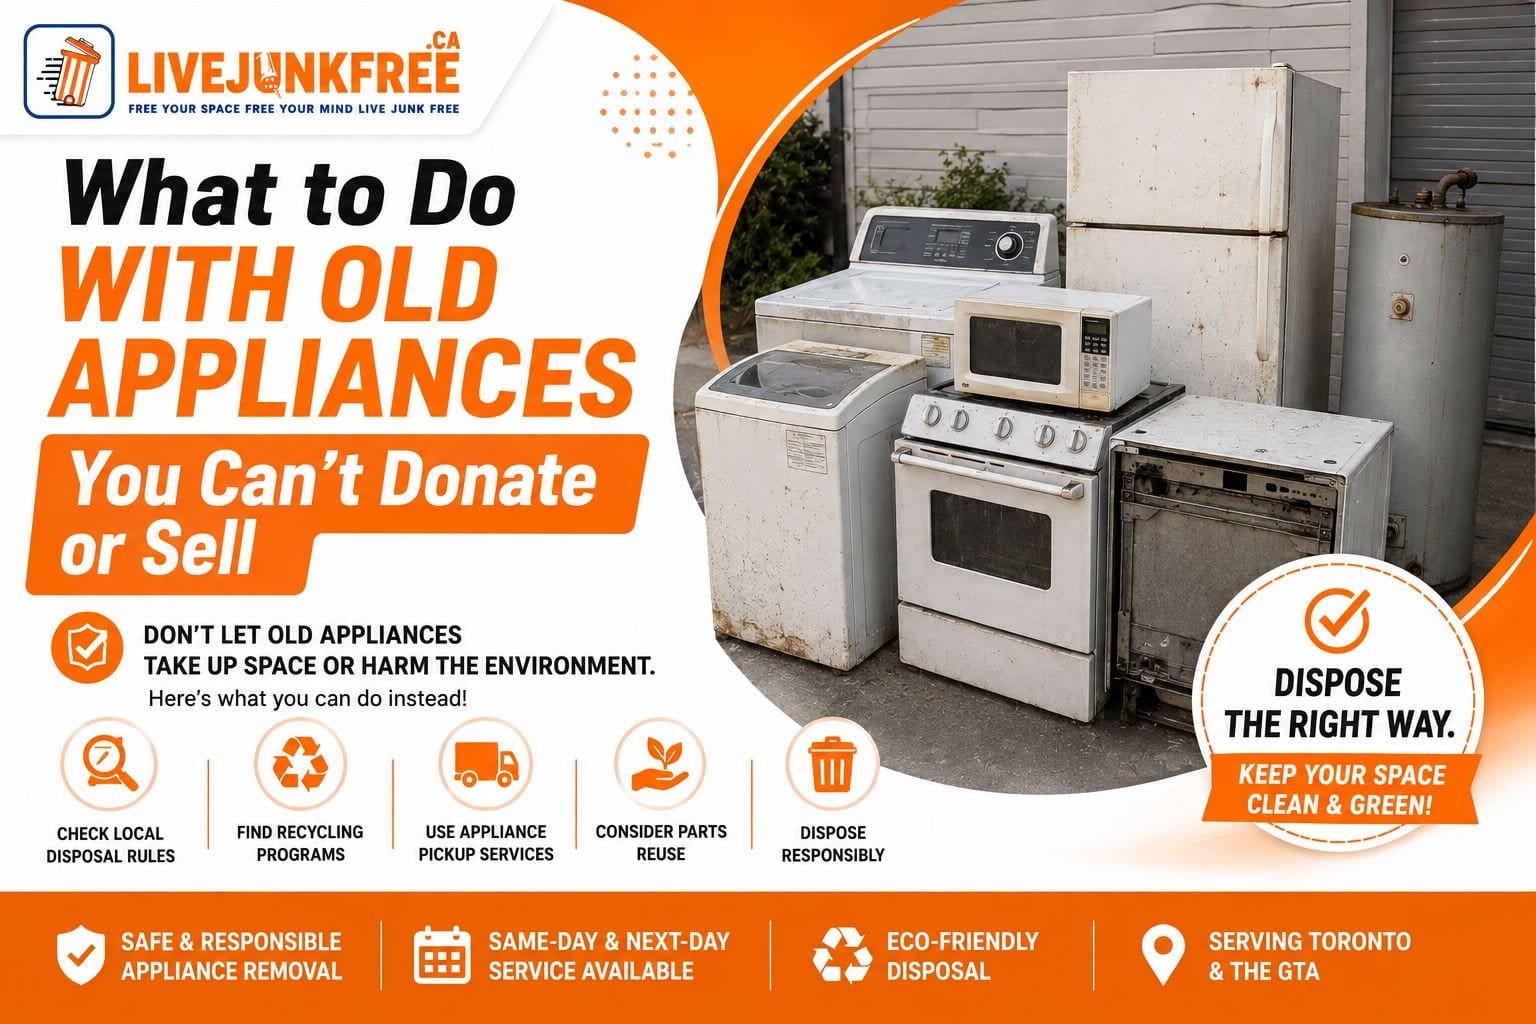 .CA
LIVEJUNKFREE
FREE YOUR SPACE FREE YOUR MIND LIVE JUNK FREE
What to Do
WITH OLD
APPLIANCES
You Can't Donate
or Sell
DON'T LET OLD APPLIANCES
TAKE UP SPACE OR HARM THE ENVIRONMENT.
Here's what you can do instead!
CHECK LOCAL
DISPOSAL RULES
FIND RECYCLING
PROGRAMS
USE APPLIANCE
PICKUP SERVICES
CONSIDER PARTS
REUSE
DISPOSE
RESPONSIBLY
DISPOSE
THE RIGHT WAY.
KEEP YOUR SPACE
CLEAN & GREEN!
SAFE & RESPONSIBLE
APPLIANCE REMOVAL
SAME-DAY & NEXT-DAY
SERVICE AVAILABLE
ECO-FRIENDLY
DISPOSAL
SERVING TORONTO
& THE GTA